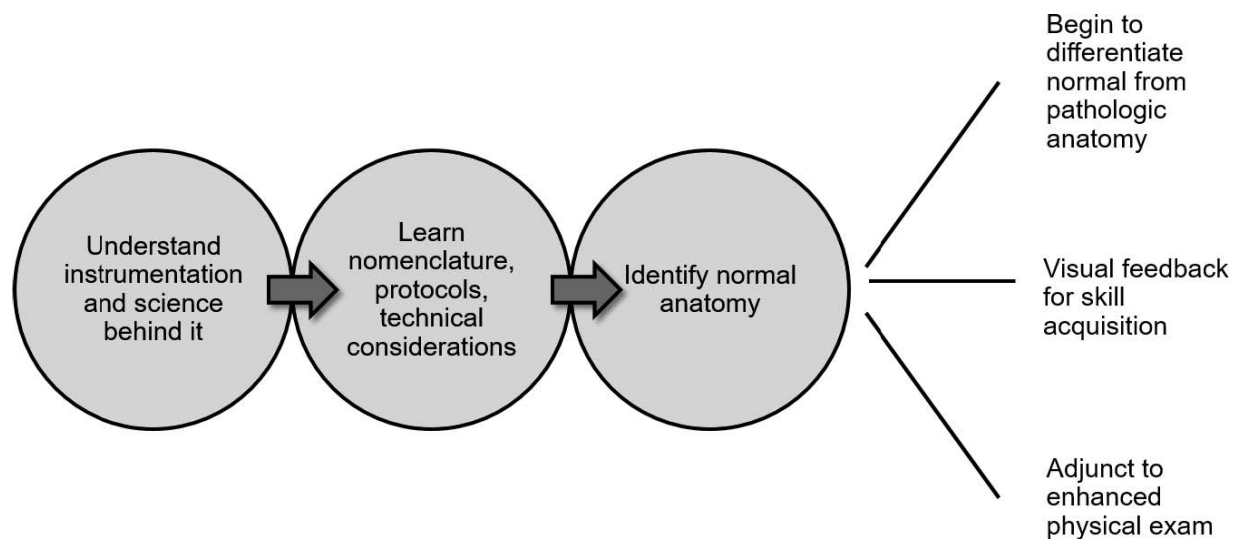 Understand
instrumentation
and science
behind it
Learn
nomenclature,
protocols,
technical
considerations
Identify normal
anatomy
Begin to
differentiate
normal from
pathologic
anatomy
Visual feedback
for skill
acquisition
Adjunct to
enhanced
physical exam